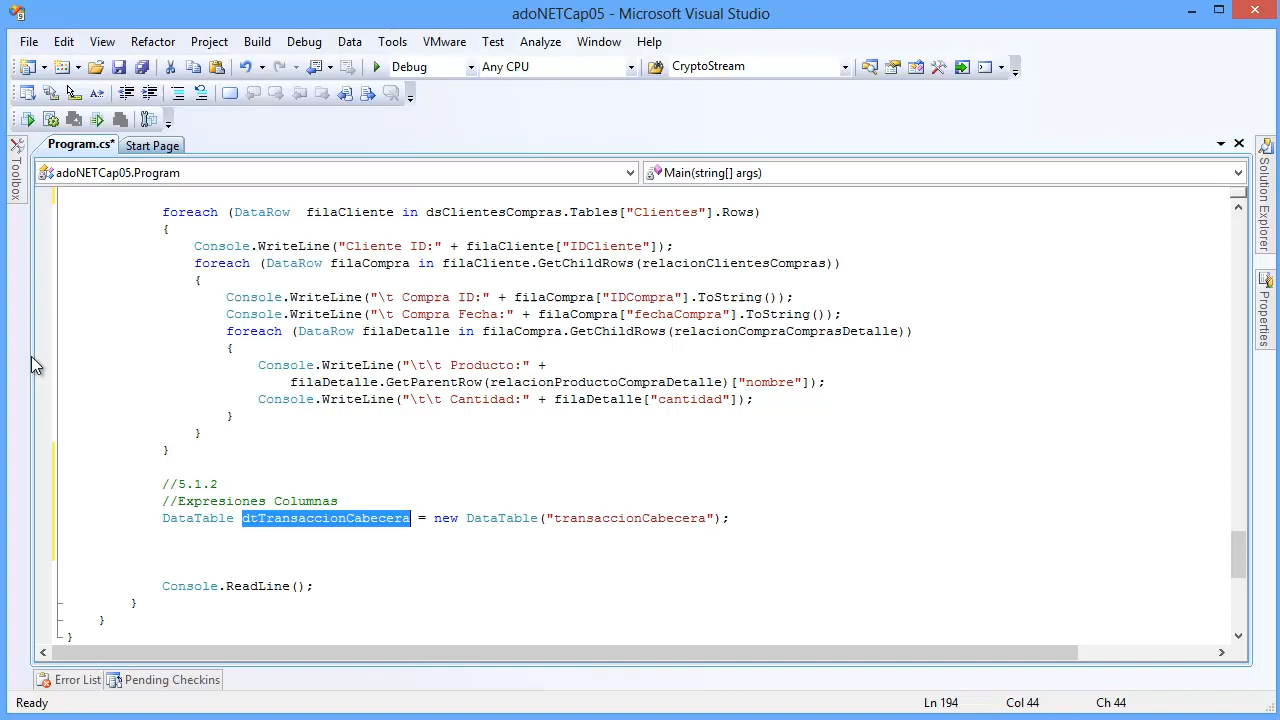 adoNETCap05 - Microsoft Visual Studio
File Edit View Refactor Project Build Debug Data Tools VMware Test Analyze Window Help
Debug Any CPU CryptoStream
Program.cs* Start Page
Toolbox
Solution Explorer
Properties
adoNETCap05.Program Main(string[] args)
foreach (DataRow  filaCliente in dsClientesCompras.Tables["Clientes"].Rows)
{
Console.WriteLine("Cliente ID:" + filaCliente["IDCliente"]);
foreach (DataRow filaCompra in filaCliente.GetChildRows(relacionClientesCompras))
{
Console.WriteLine("\t Compra ID:" + filaCompra["IDCompra"].ToString());
Console.WriteLine("\t Compra Fecha:" + filaCompra["fechaCompra"].ToString());
foreach (DataRow filaDetalle in filaCompra.GetChildRows(relacionCompraComprasDetalle))
{
Console.WriteLine("\t\t Producto:" +
filaDetalle.GetParentRow(relacionProductoCompraDetalle)["nombre"]);
Console.WriteLine("\t\t Cantidad:" + filaDetalle["cantidad"]);
}
}
}
//5.1.2
//Expresiones Columnas
DataTable dtTransaccionCabecera = new DataTable("transaccionCabecera");
Console.ReadLine();
}
}
}
Error List Pending Checkins
Ready Ln 194 Col 44 Ch 44